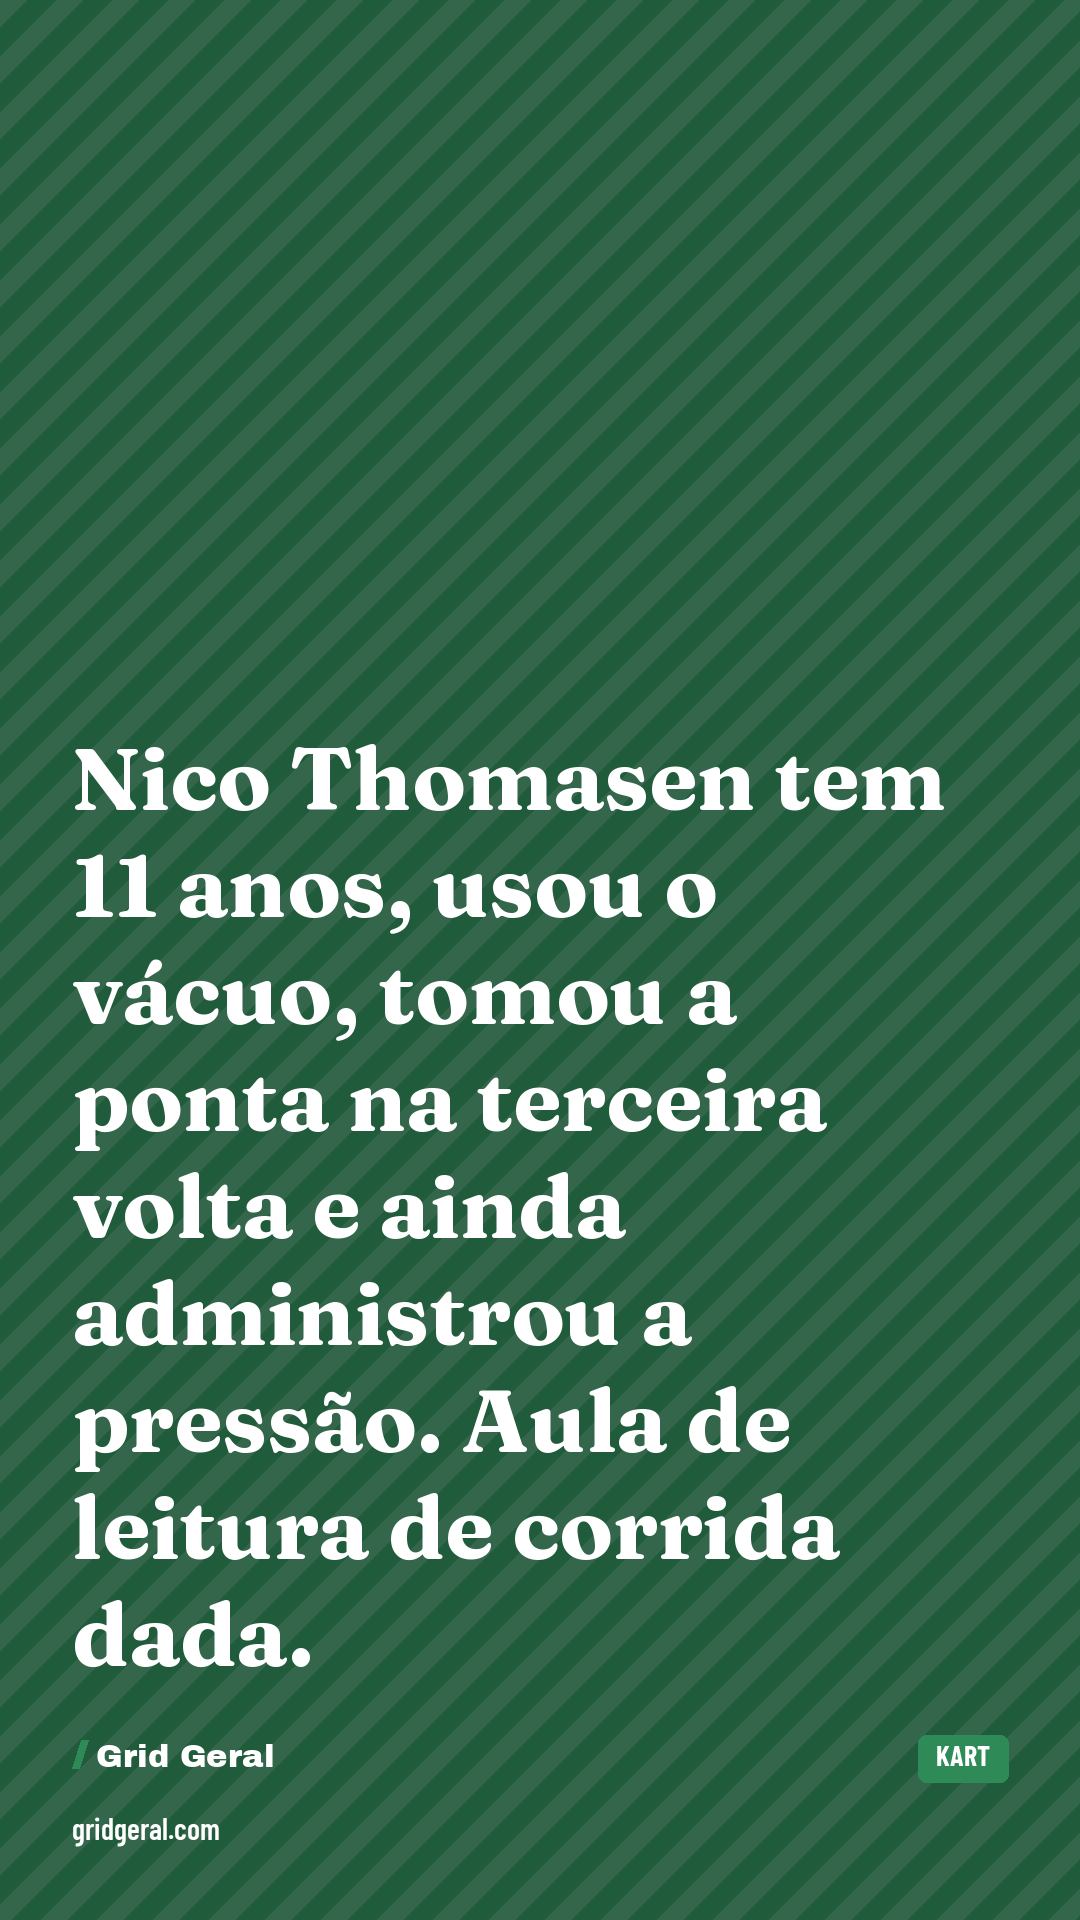 Nico Thomasen tem
11 anos, usou o
vácuo, tomou a
ponta na terceira
volta e ainda
administrou a
pressão. Aula de
leitura de corrida
dada.
/ Grid Geral
KART
gridgeral.com